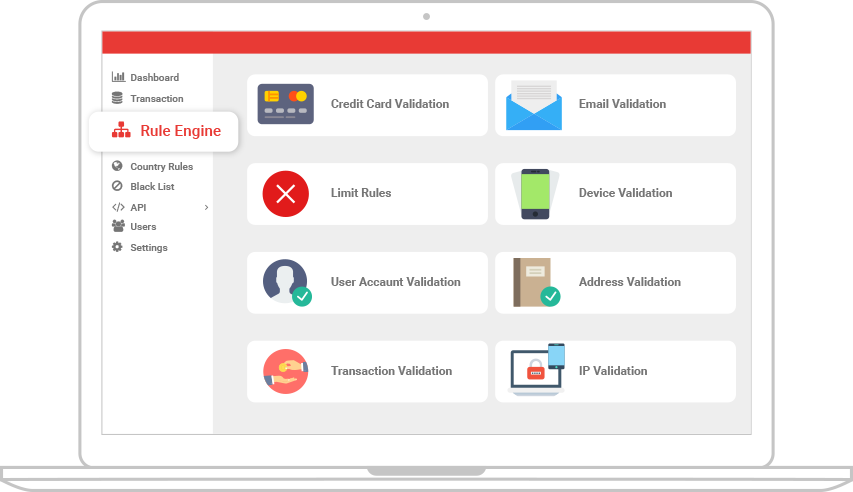 Dashboard
Transaction
Rule Engine
Country Rules
Black List
API
Users
Settings
Credit Card Validation
Email Validation
Limit Rules
Device Validation
User Accaunt Validation
Address Validation
Transaction Validation
IP Validation